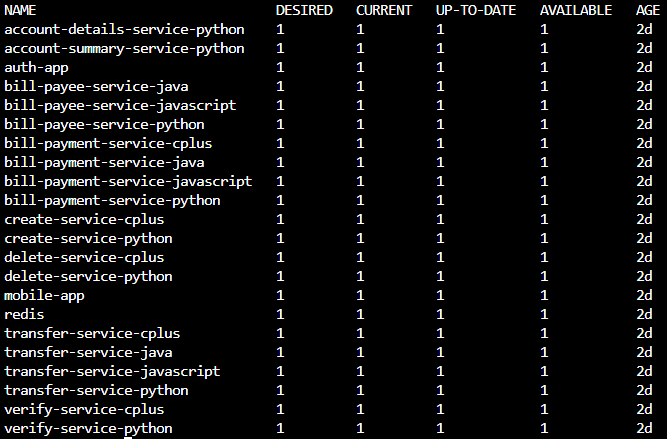 NAME DESIRED CURRENT UP-TO-DATE AVAILABLE AGE
account-details-service-python 1 1 1 1 2d
account-summary-service-python 1 1 1 1 2d
auth-app 1 1 1 1 2d
bill-payee-service-java 1 1 1 1 2d
bill-payee-service-javascript 1 1 1 1 2d
bill-payee-service-python 1 1 1 1 2d
bill-payment-service-cplus 1 1 1 1 2d
bill-payment-service-java 1 1 1 1 2d
bill-payment-service-javascript 1 1 1 1 2d
bill-payment-service-python 1 1 1 1 2d
create-service-cplus 1 1 1 1 2d
create-service-python 1 1 1 1 2d
delete-service-cplus 1 1 1 1 2d
delete-service-python 1 1 1 1 2d
mobile-app 1 1 1 1 2d
redis 1 1 1 1 2d
transfer-service-cplus 1 1 1 1 2d
transfer-service-java 1 1 1 1 2d
transfer-service-javascript 1 1 1 1 2d
transfer-service-python 1 1 1 1 2d
verify-service-cplus 1 1 1 1 2d
verify-service-python 1 1 1 1 2d